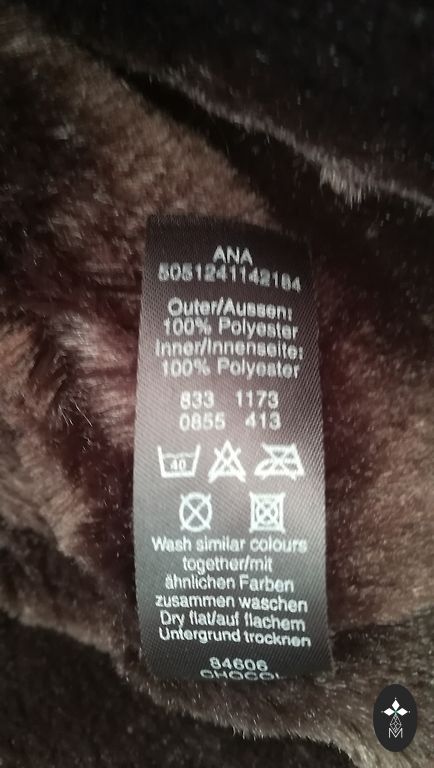 ANA
5051241142184
Outer/Aussen:
100% Polyester
Inner/Innenseite:
100% Polyester
833 1173
0855 413
40
Wash similar colours
together/mit
ähnlichen Farben
zusammen waschen
Dry flat/auf flachem
Untergrund trocknen
84606
CHOCOL
M